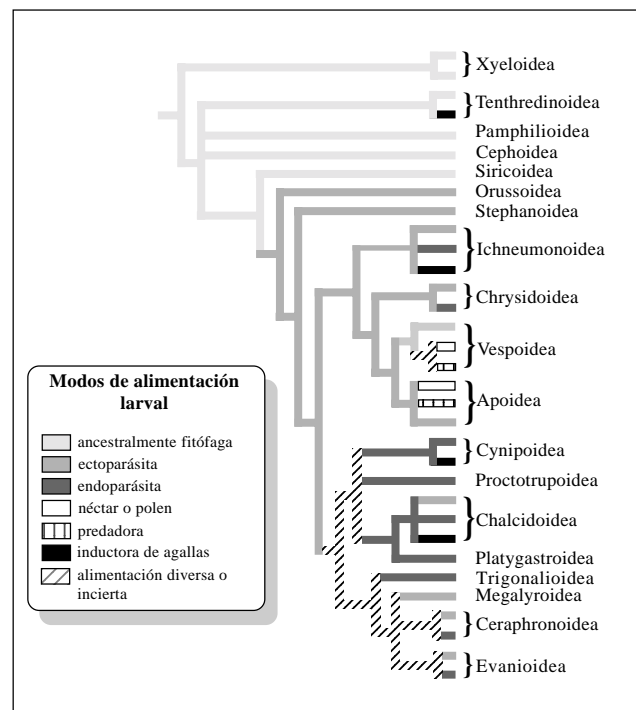 Xyeloidea
Tenthredinoidea
Pamphilioidea
Cephoidea
Siricoidea
Orussoidea
Stephanoidea
Ichneumonoidea
Chrysidoidea
Vespoidea
Apoidea
Cynipoidea
Proctotrupoidea
Chalcidoidea
Platygastroidea
Trigonalioidea
Megalyroidea
Ceraphronoidea
Evanioidea
Modos de alimentación
larval
ancestralmente fitófaga
ectoparásita
endoparásita
néctar o polen
predadora
inductora de agallas
alimentación diversa o
incierta